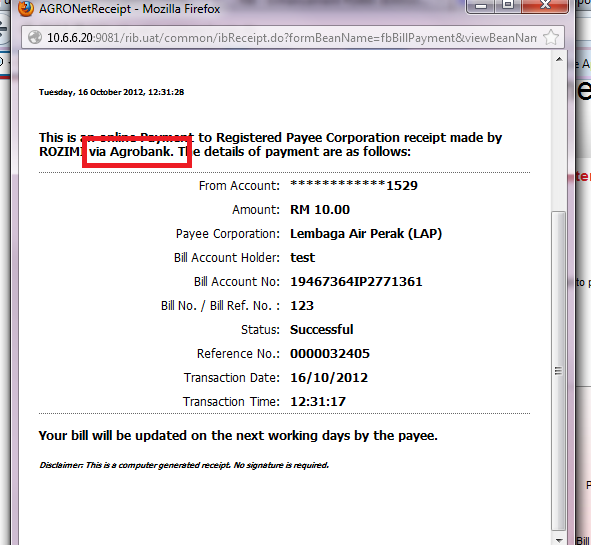 AGRONetReceipt - Mozilla Firefox
10.6.6.20:9081/rib.uat/common/ibReceipt.do?formBeanName=fbBillPayment&viewBeanNam
Tuesday, 16 October 2012, 12:31:28
This is an online Payment to Registered Payee Corporation receipt made by
ROZIMI via Agrobank. The details of payment are as follows:
From Account: ************1529
Amount: RM 10.00
Payee Corporation: Lembaga Air Perak (LAP)
Bill Account Holder: test
Bill Account No: 19467364IP2771361
Bill No. / Bill Ref. No. : 123
Status: Successful
Reference No.: 0000032405
Transaction Date: 16/10/2012
Transaction Time: 12:31:17
Your bill will be updated on the next working days by the payee.
Disclaimer: This is a computer generated receipt. No signature is required.